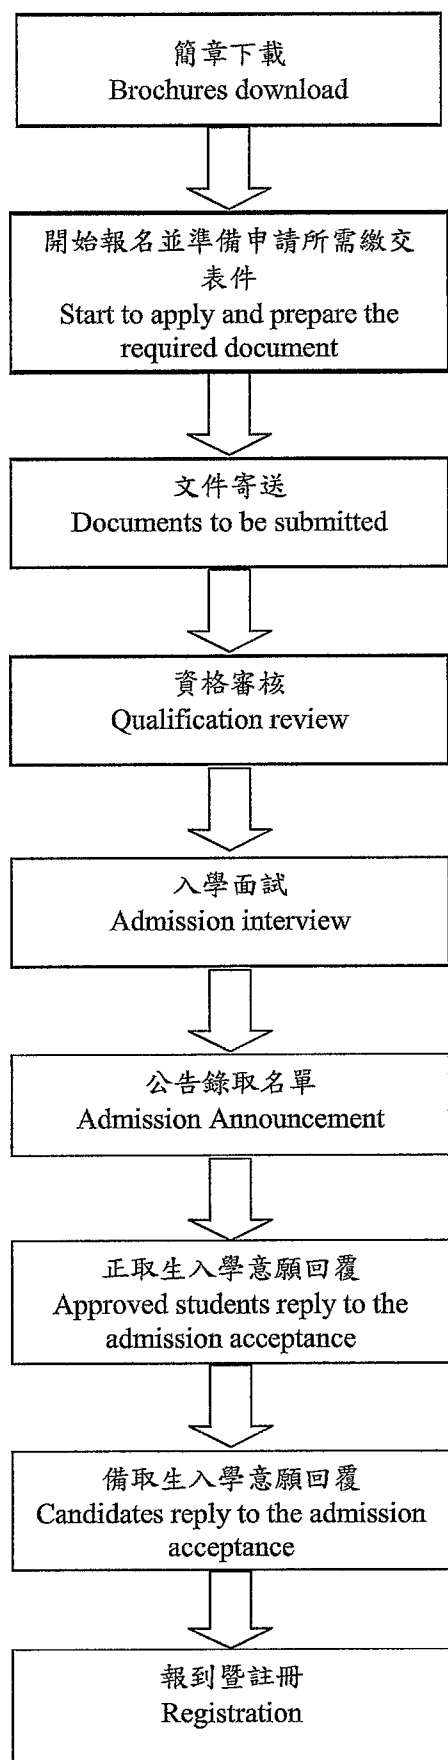 簡章下載
Brochures download
開始報名並準備申請所需繳交
表件
Start to apply and prepare the
required document
文件寄送
Documents to be submitted
資格審核
Qualification review
入學面試
Admission interview
公告錄取名單
Admission Announcement
正取生入學意願回覆
Approved students reply to the
admission acceptance
備取生入學意願回覆
Candidates reply to the admission
acceptance
報到暨註冊
Registration